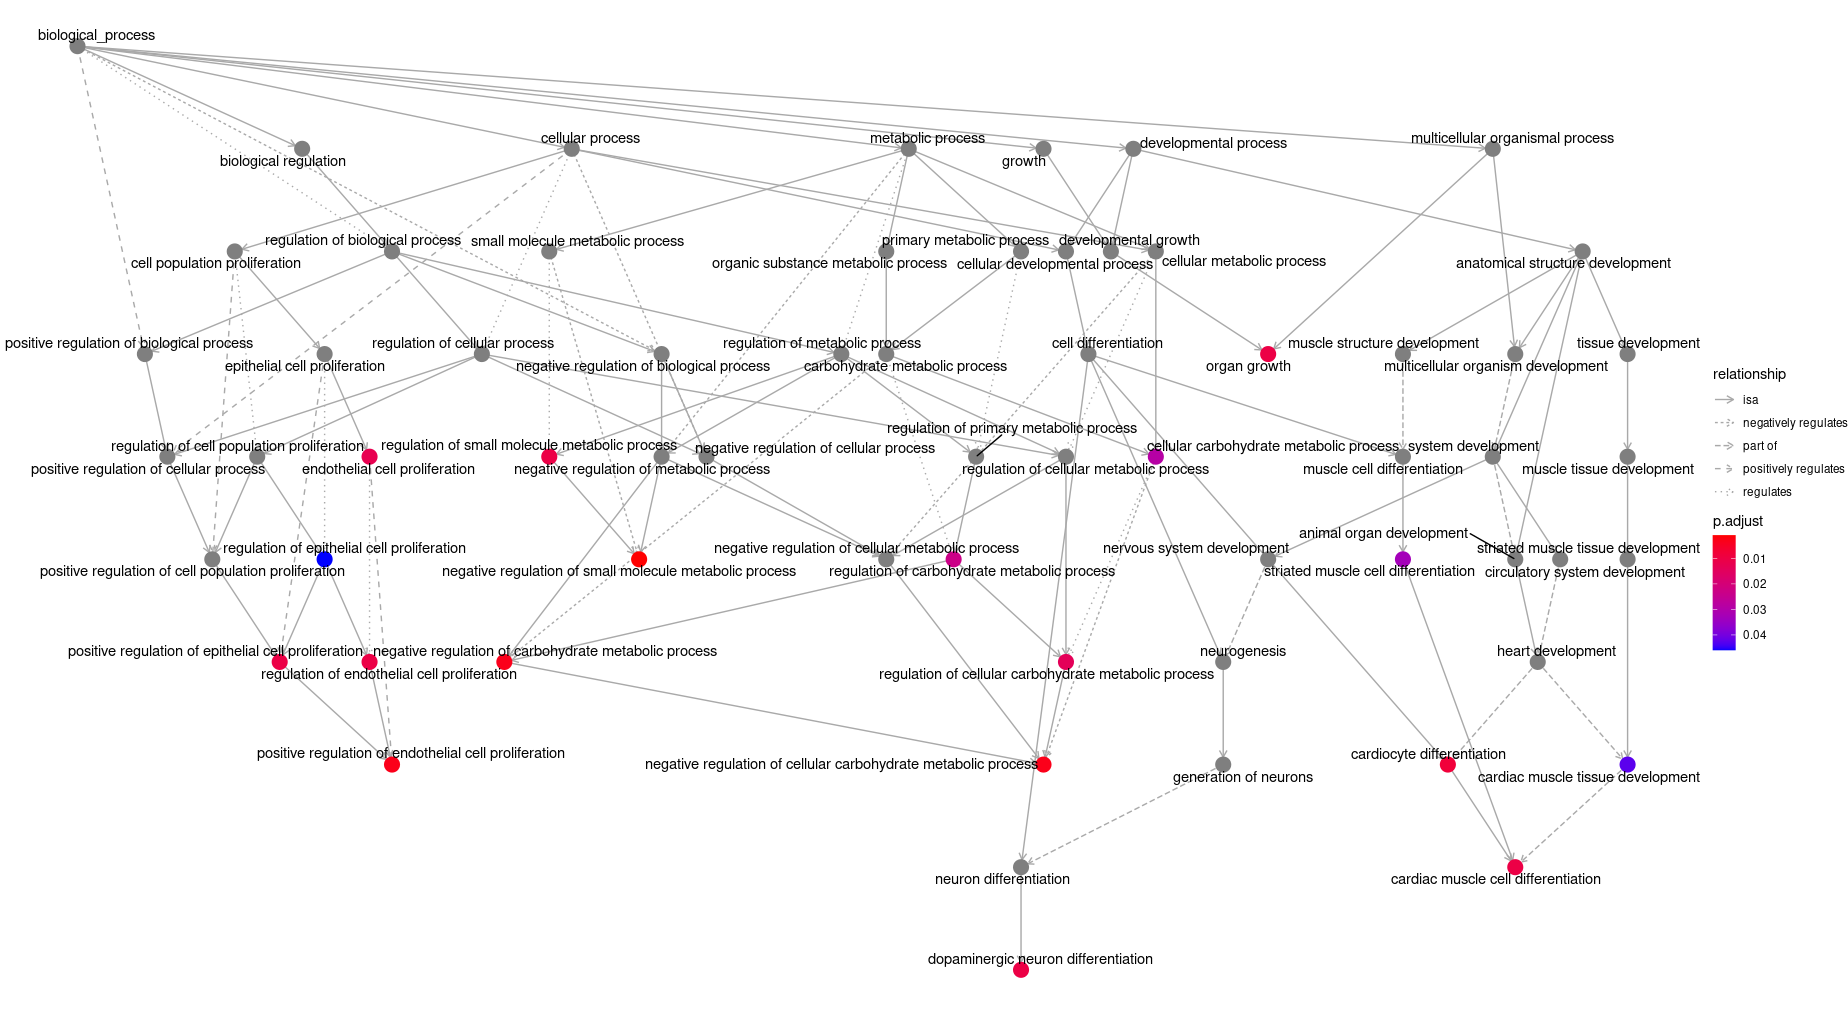 biological_process
cellular process
metabolic process
multicellular organismal process
developmental process
biological regulation
growth
regulation of biological process
small molecule metabolic process
primary metabolic process
developmental growth
cell population proliferation
organic substance metabolic process
cellular developmental process
cellular metabolic process
anatomical structure development
positive regulation of biological process
regulation of cellular process
regulation of metabolic process
cell differentiation
muscle structure development
tissue development
epithelial cell proliferation
negative regulation of biological process
carbohydrate metabolic process
organ growth
multicellular organism development
relationship
isa
negatively regulates
part of
positively regulates
regulates
regulation of primary metabolic process
regulation of cell population proliferation
regulation of small molecule metabolic process
negative regulation of cellular process
cellular carbohydrate metabolic process
system development
positive regulation of cellular process
endothelial cell proliferation
negative regulation of metabolic process
regulation of cellular metabolic process
muscle cell differentiation
muscle tissue development
p.adjust
0.01
0.02
0.03
0.04
animal organ development
regulation of epithelial cell proliferation
negative regulation of cellular metabolic process
nervous system development
striated muscle tissue development
positive regulation of cell population proliferation
negative regulation of small molecule metabolic process
regulation of carbohydrate metabolic process
striated muscle cell differentiation
circulatory system development
positive regulation of epithelial cell proliferation
negative regulation of carbohydrate metabolic process
neurogenesis
heart development
regulation of endothelial cell proliferation
regulation of cellular carbohydrate metabolic process
positive regulation of endothelial cell proliferation
negative regulation of cellular carbohydrate metabolic process
cardiocyte differentiation
generation of neurons
cardiac muscle tissue development
neuron differentiation
cardiac muscle cell differentiation
dopaminergic neuron differentiation